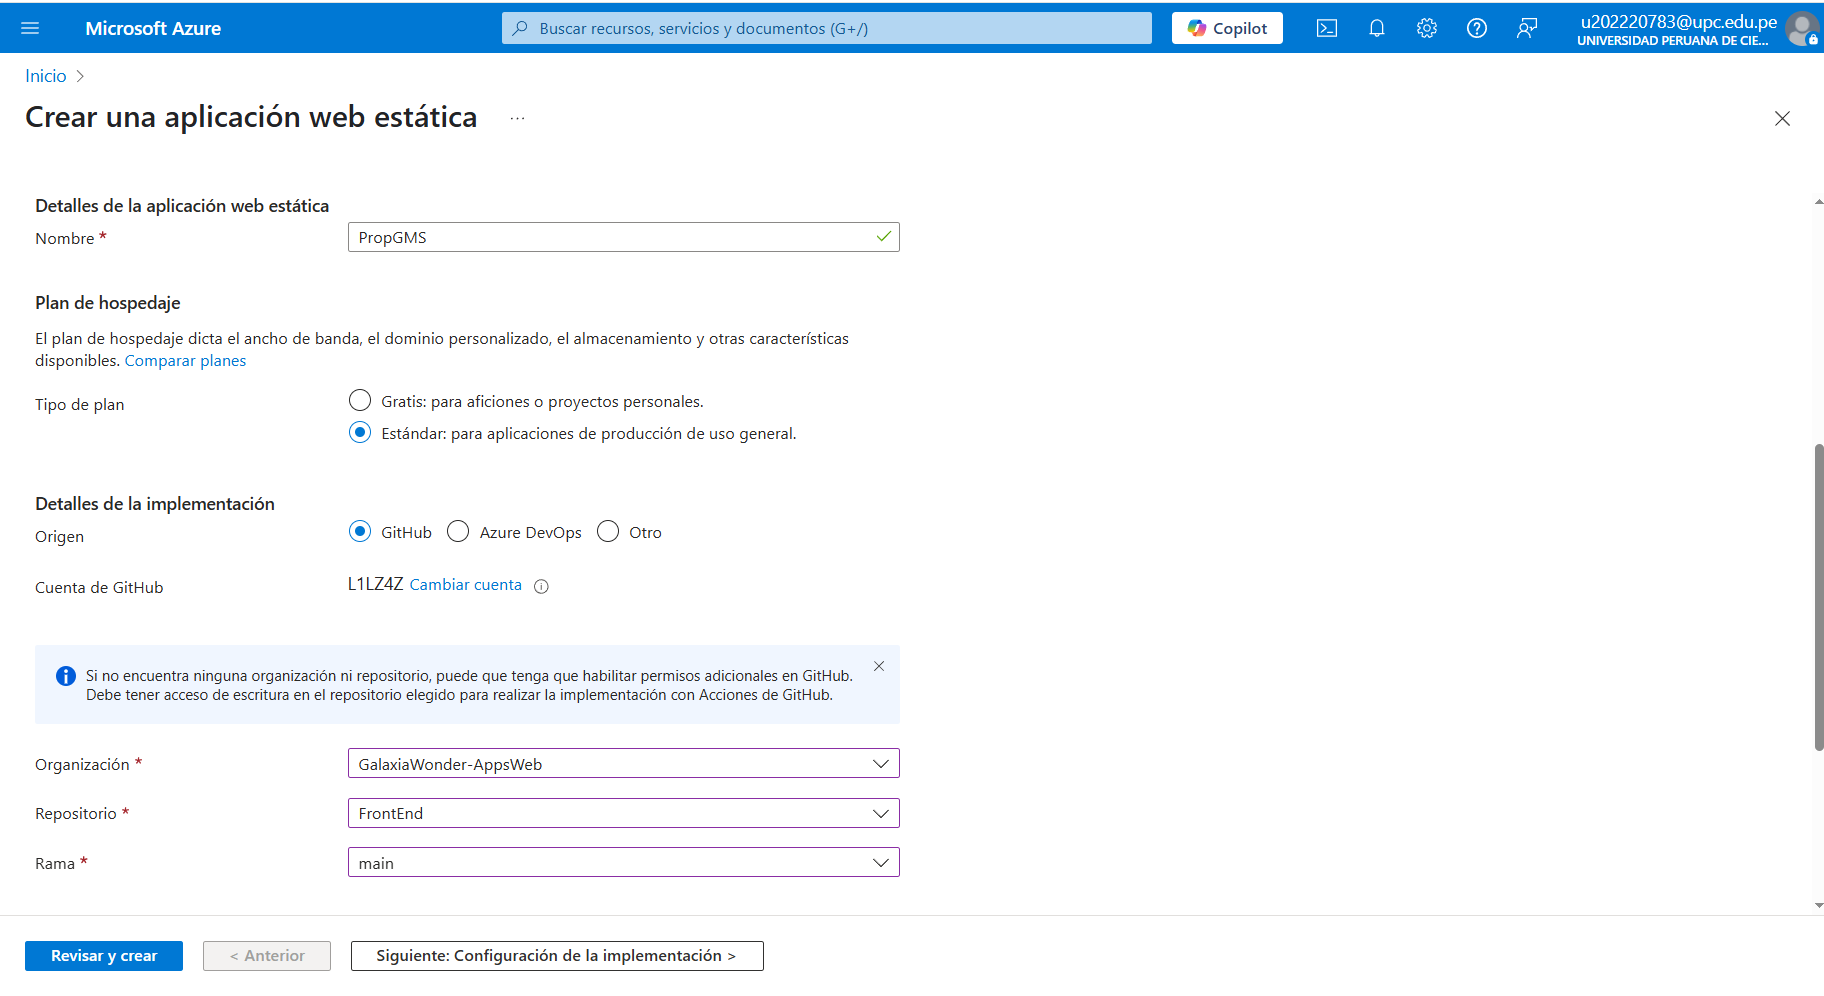 Microsoft Azure
Buscar recursos, servicios y documentos (G+/)
Copilot
u202220783@upc.edu.pe
UNIVERSIDAD PERUANA DE CIE...
Inicio >
Crear una aplicación web estática ...
Detalles de la aplicación web estática
Nombre *
PropGMS
Plan de hospedaje
El plan de hospedaje dicta el ancho de banda, el dominio personalizado, el almacenamiento y otras características
disponibles. Comparar planes
Tipo de plan
Gratis: para aficiones o proyectos personales.
Estándar: para aplicaciones de producción de uso general.
Detalles de la implementación
Origen
GitHub
Azure DevOps
Otro
Cuenta de GitHub
L1LZ4Z Cambiar cuenta
Si no encuentra ninguna organización ni repositorio, puede que tenga que habilitar permisos adicionales en GitHub.
Debe tener acceso de escritura en el repositorio elegido para realizar la implementación con Acciones de GitHub.
Organización *
GalaxiaWonder-AppsWeb
Repositorio *
FrontEnd
Rama *
main
Revisar y crear
< Anterior
Siguiente: Configuración de la implementación >